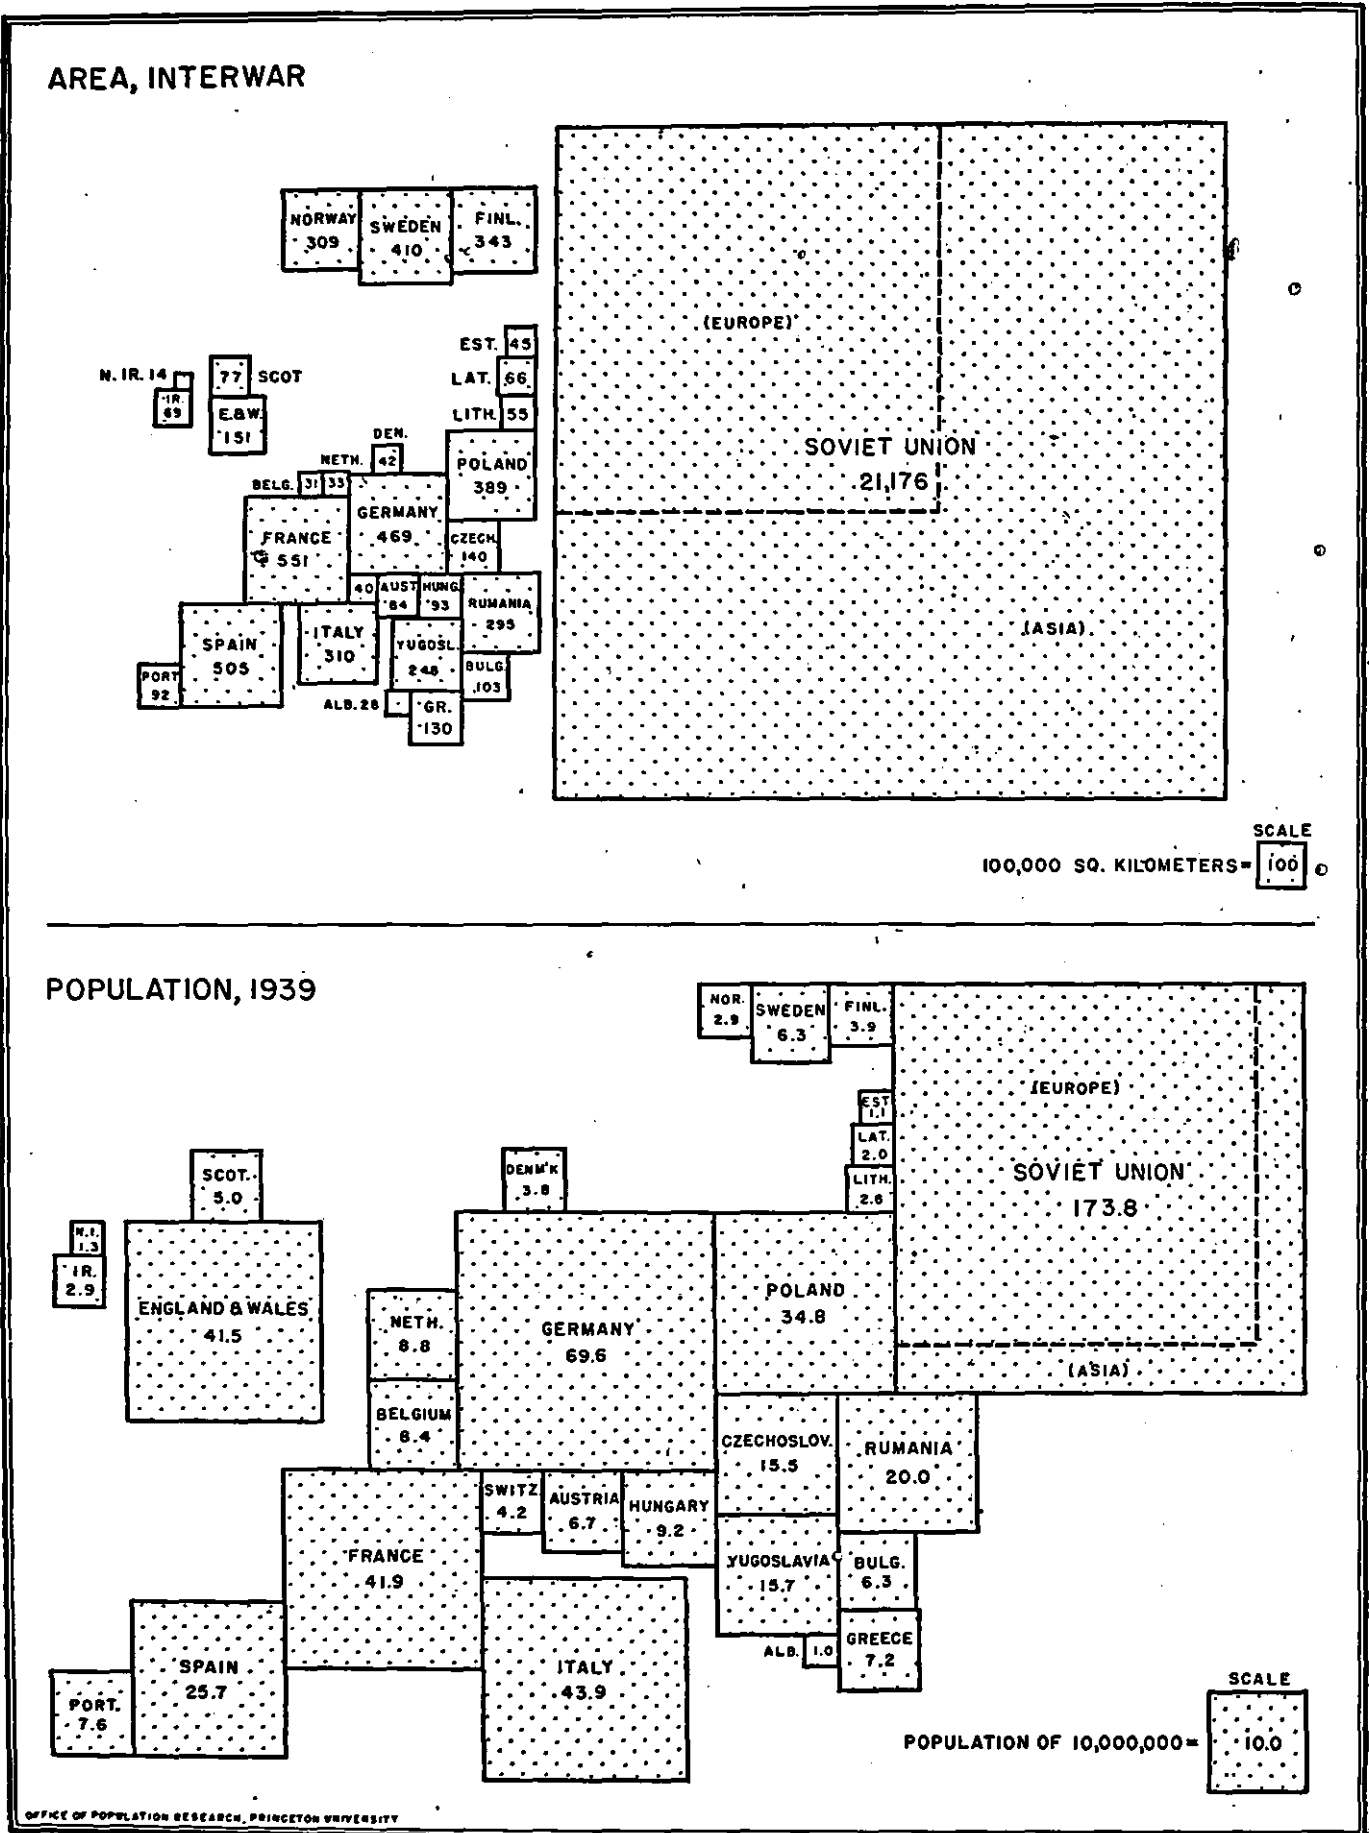 AREA, INTERWAR
NORWAY
309
SWEDEN
410
FINL.
343
(EUROPE)
EST. 45
LAT. 66
LITH. 55
N. IR. 14
IR.
69
77 SCOT
E.&W.
151
SOVIET UNION
21,176
DEN.
42
NETH.
BELG. 31 33
POLAND
389
GERMANY
469
FRANCE
551
CZECH.
140
40
AUST
84
HUNG.
93
RUMANIA
295
(ASIA)
SPAIN
505
ITALY
310
YUGOSL.
248
BULG.
103
PORT
92
ALB. 28
GR.
130
SCALE
100,000 SQ. KILOMETERS= 100
POPULATION, 1939
NOR.
2.9
SWEDEN
6.3
FINL.
3.9
(EUROPE)
EST
1.1
LAT.
2.0
LITH.
2.6
SOVIET UNION
173.8
(ASIA)
SCOT.
5.0
DENM'K
3.8
N.I.
1.3
IR.
2.9
ENGLAND & WALES
41.5
NETH.
8.8
GERMANY
69.6
POLAND
34.8
BELGIUM
8.4
CZECHOSLOV.
15.5
RUMANIA
20.0
SWITZ
4.2
AUSTRIA
6.7
HUNGARY
9.2
FRANCE
41.9
YUGOSLAVIA
15.7
BULG.
6.3
ALB. 1.0
GREECE
7.2
SPAIN
25.7
ITALY
43.9
PORT.
7.6
SCALE
POPULATION OF 10,000,000= 10.0
OFFICE OF POPULATION RESEARCH, PRINCETON UNIVERSITY